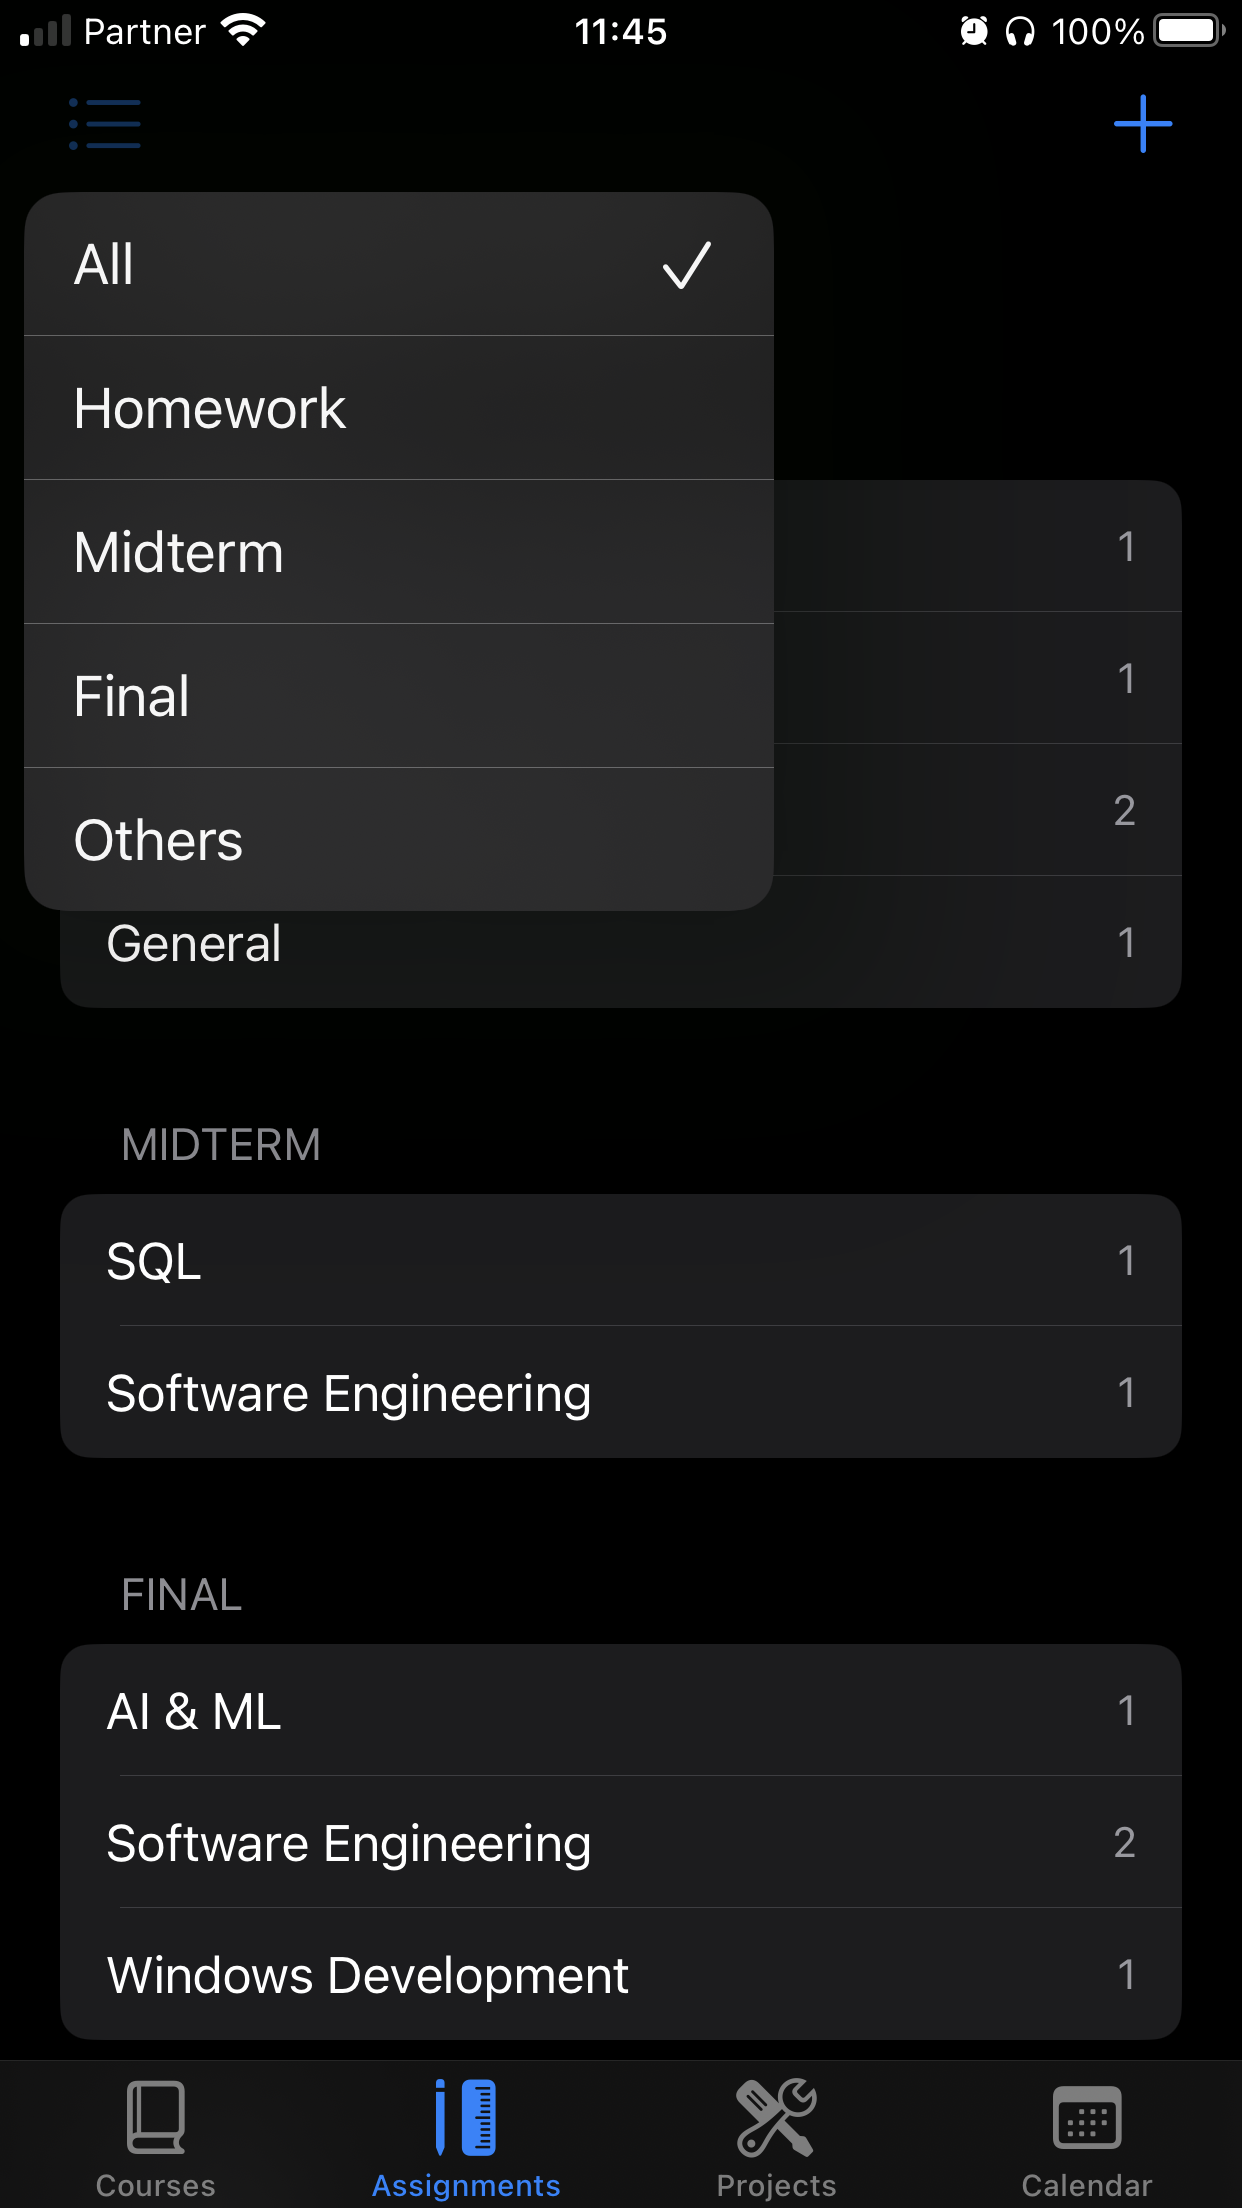 Partner 11:45 100%
All
Homework
Midterm
1
Final
1
Others
2
General 1
MIDTERM
SQL 1
Software Engineering 1
FINAL
AI & ML 1
Software Engineering 2
Windows Development 1
Courses Assignments Projects Calendar